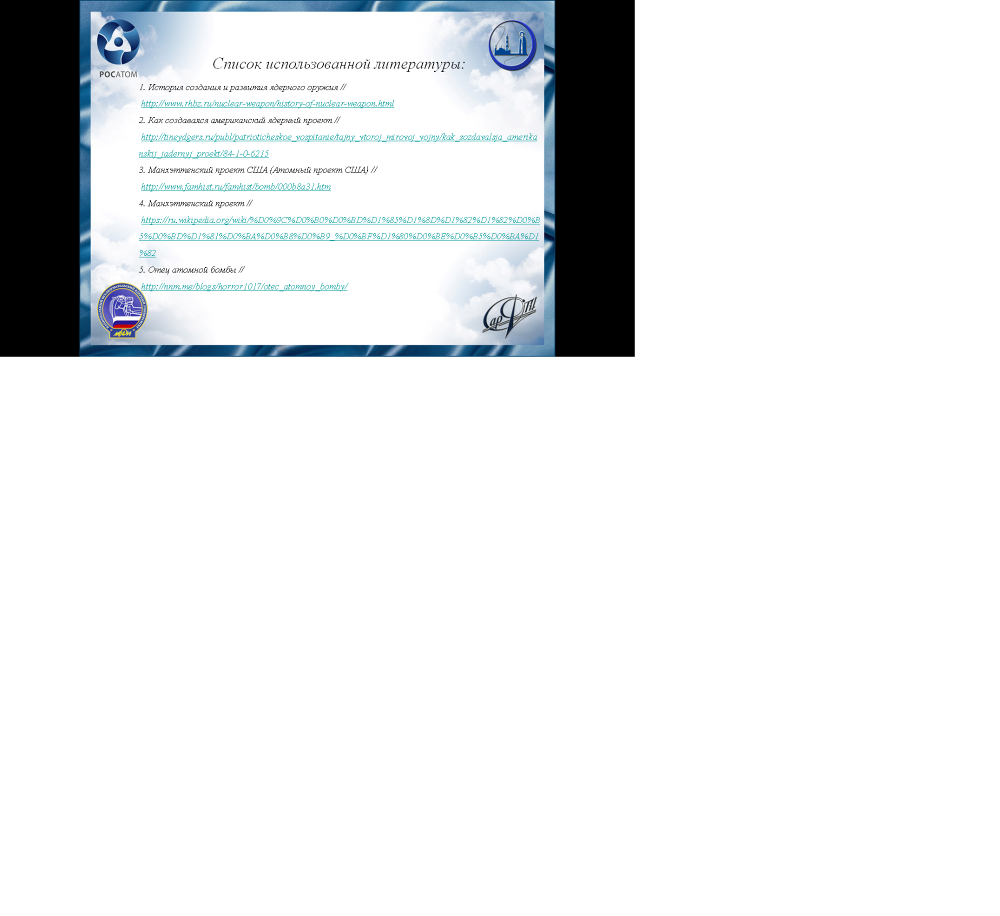 РОСАТОМ
Список использованной литературы:
1. История создания и развития ядерного оружия //
http://www.rhbz.ru/nuclear-weapon/history-of-nuclear-weapon.html
2. Как создавался американский ядерный проект //
http://tineydgers.ru/publ/patrioticheskoe_vospitanie/tajny_vtoroj_mirovoj_vojny/kak_sozdavalsja_amerika
nskij_jadernyj_proekt/84-1-0-6215
3. Манхэттенский проект США (Атомный проект США) //
http://www.famhist.ru/famhist/bomb/000b8a31.htm
4. Манхэттенский проект //
https://ru.wikipedia.org/wiki/%D0%9C%D0%B0%D0%BD%D1%85%D1%8D%D1%82%D1%82%D0%B
5%D0%BD%D1%81%D0%BA%D0%B8%D0%B9_%D0%BF%D1%80%D0%BE%D0%B5%D0%BA%D1
%82
5. Отец атомной бомбы //
http://nnm.me/blogs/horror1017/otec_atomnoy_bomby/
СарФТИ